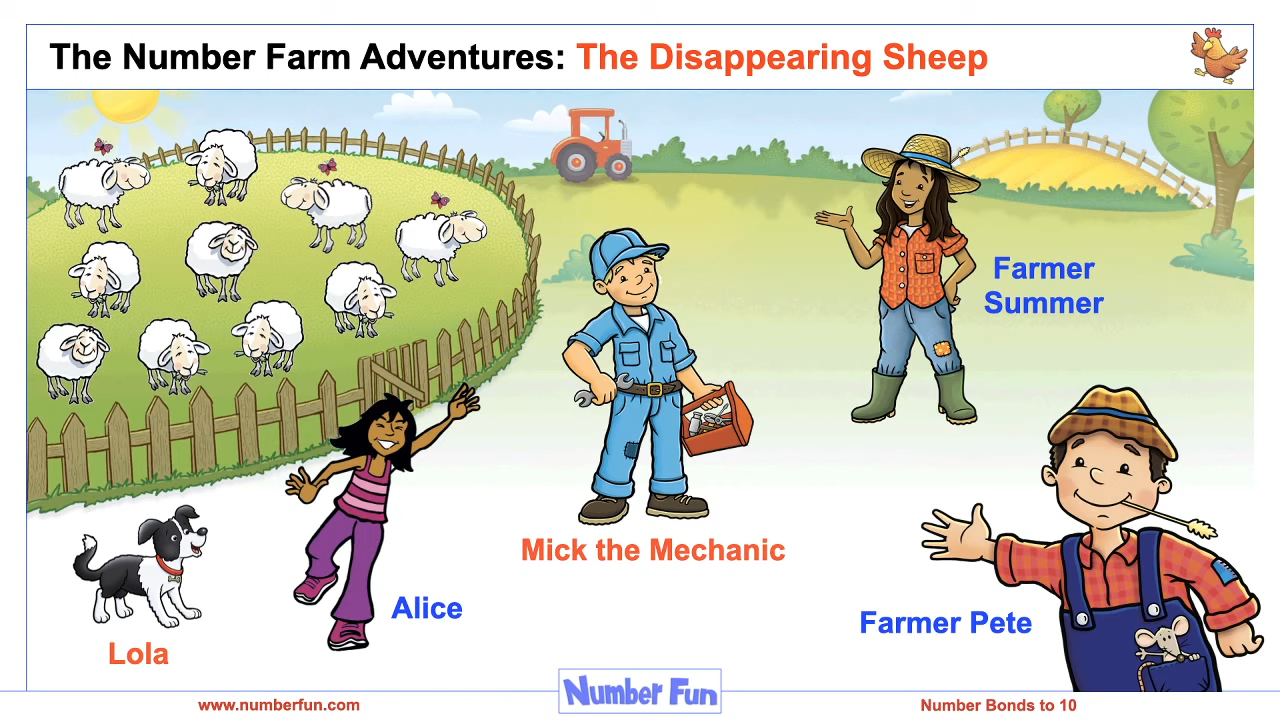 The Number Farm Adventures: The Disappearing Sheep
Farmer
Summer
Mick the Mechanic
Alice
Farmer Pete
Lola
www.numberfun.com
Number Fun
Number Bonds to 10